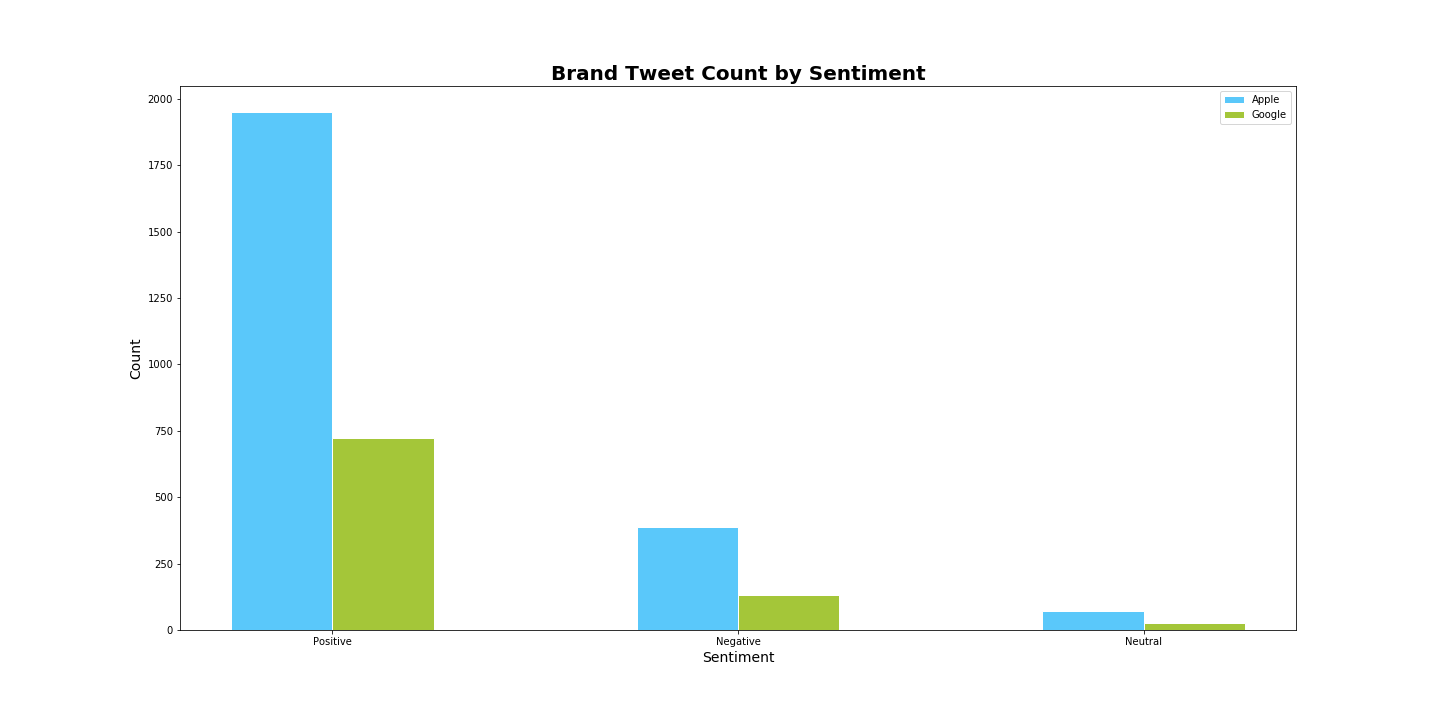 Brand Tweet Count by Sentiment
Apple
Google
2000
1750
1500
1250
1000
750
500
250
0
Count
Positive
Negative
Neutral
Sentiment